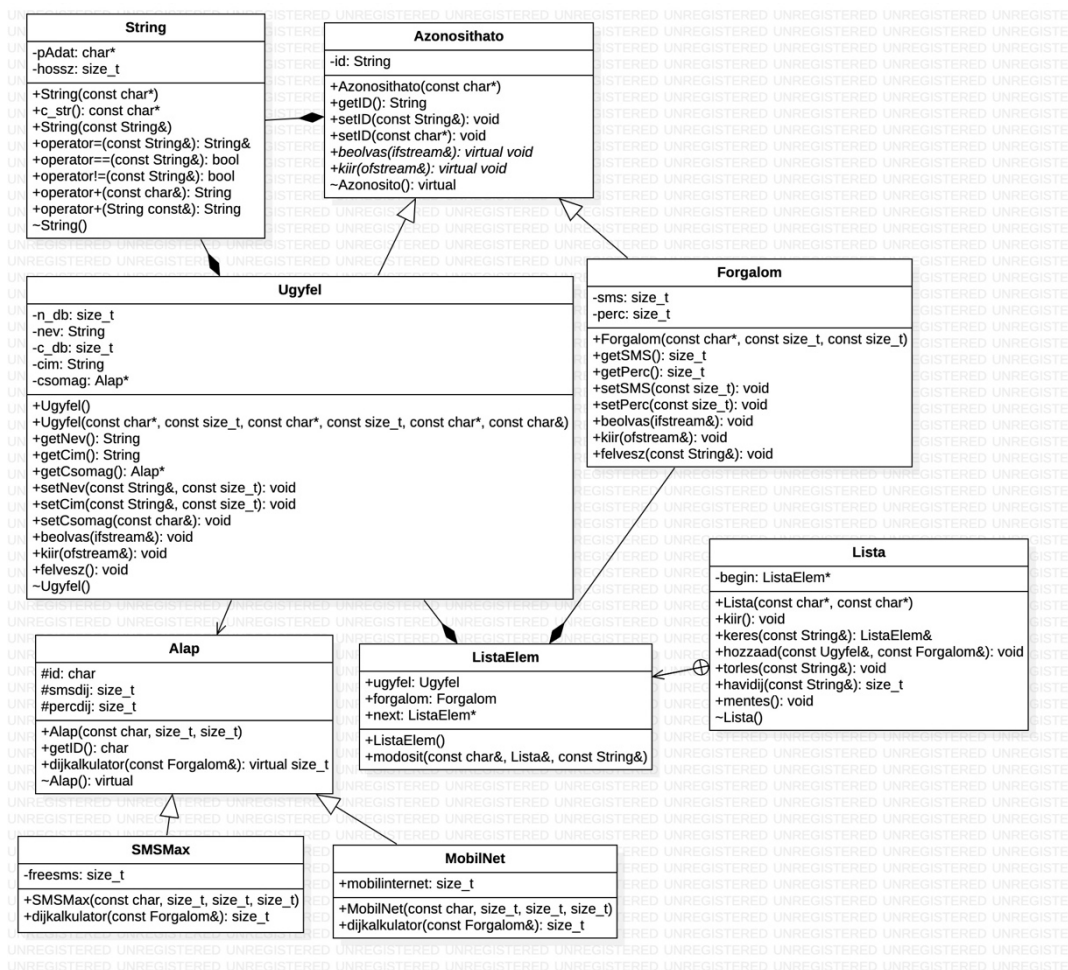 String
-pAdat: char*
-hossz: size_t
+String(const char*)
+c_str(): const char*
+String(const String&)
+operator=(const String&): String&
+operator==(const String&): bool
+operator!=(const String&): bool
+operator+(const char&): String
+operator+(String const&): String
~String()
Azonosithato
-id: String
+Azonosithato(const char*)
+getID(): String
+setID(const String&): void
+setID(const char*): void
+beolvas(ifstream&): virtual void
+kiir(ofstream&): virtual void
~Azonosito(): virtual
Ugyfel
-n_db: size_t
-nev: String
-c_db: size_t
-cim: String
-csomag: Alap*
+Ugyfel()
+Ugyfel(const char*, const size_t, const char*, const size_t, const char*, const char&)
+getNev(): String
+getCim(): String
+getCsomag(): Alap*
+setNev(const String&, const size_t): void
+setCim(const String&, const size_t): void
+setCsomag(const char&): void
+beolvas(ifstream&): void
+kiir(ofstream&): void
+felvesz(): void
~Ugyfel()
Forgalom
-sms: size_t
-perc: size_t
+Forgalom(const char*, const size_t, const size_t)
+getSMS(): size_t
+getPerc(): size_t
+setSMS(const size_t): void
+setPerc(const size_t): void
+beolvas(ifstream&): void
+kiir(ofstream&): void
+felvesz(const String&): void
Lista
-begin: ListaElem*
+Lista(const char*, const char*)
+kiir(): void
+keres(const String&): ListaElem&
+hozzaad(const Ugyfel&, const Forgalom&): void
+torles(const String&): void
+havidij(const String&): size_t
+mentes(): void
~Lista()
Alap
#id: char
#smsdij: size_t
#percdij: size_t
+Alap(const char, size_t, size_t)
+getID(): char
+dijkalkulator(const Forgalom&): virtual size_t
~Alap(): virtual
ListaElem
+ugyfel: Ugyfel
+forgalom: Forgalom
+next: ListaElem*
+ListaElem()
+modosit(const char&, Lista&, const String&)
SMSMax
-freesms: size_t
+SMSMax(const char, size_t, size_t, size_t)
+dijkalkulator(const Forgalom&): size_t
MobilNet
+mobilinternet: size_t
+MobilNet(const char, size_t, size_t, size_t)
+dijkalkulator(const Forgalom&): size_t